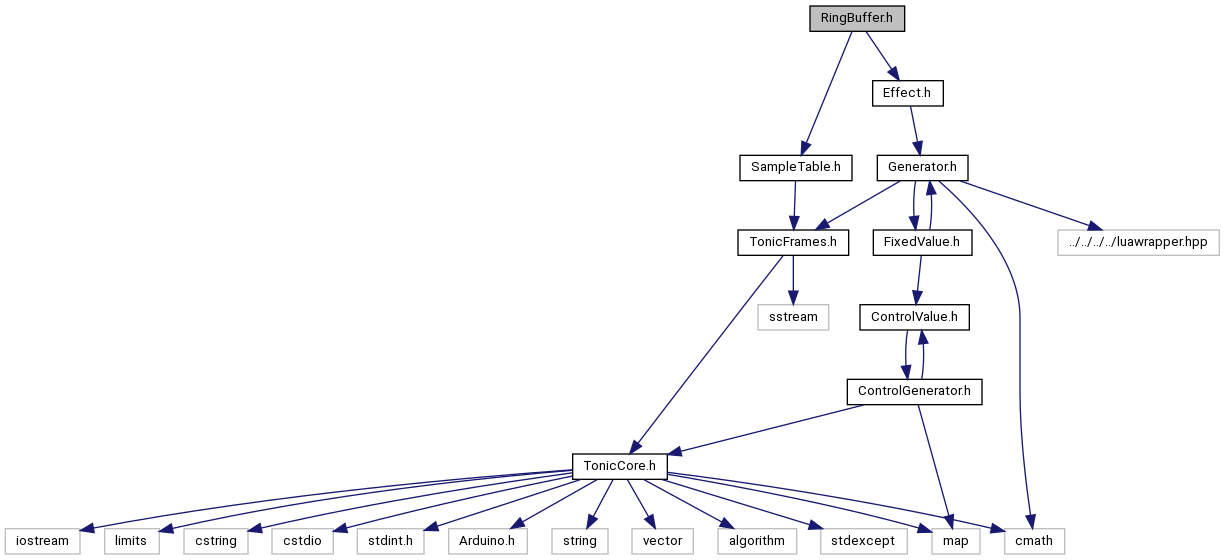 RingBuffer.h
Effect.h
SampleTable.h
Generator.h
TonicFrames.h
FixedValue.h
../../../../luawrapper.hpp
sstream
ControlValue.h
ControlGenerator.h
TonicCore.h
iostream
limits
cstring
cstdio
stdint.h
Arduino.h
string
vector
algorithm
stdexcept
map
cmath